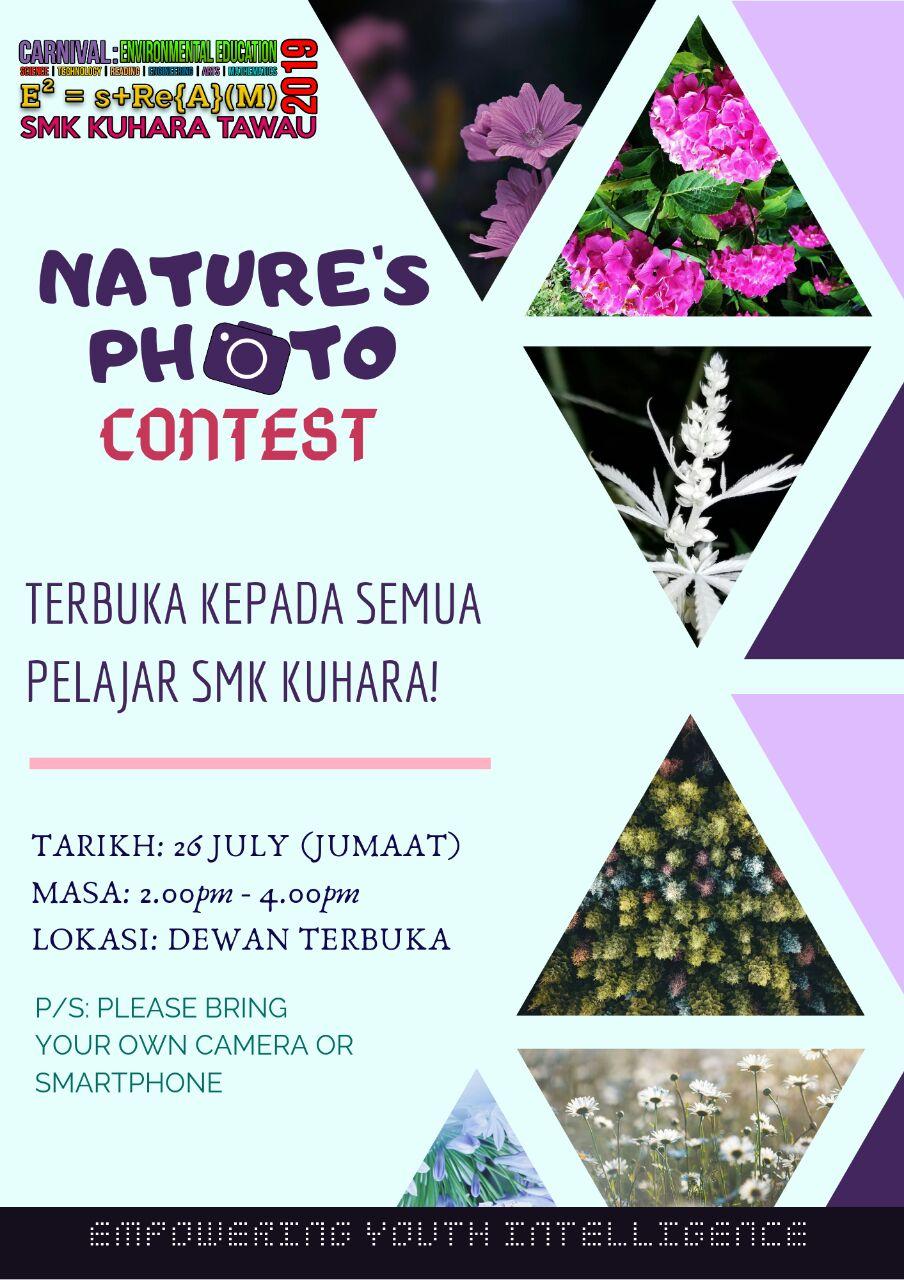 CARNIVAL: ENVIRONMENTAL EDUCATION
SCIENCE | TECHNOLOGY | READING | ENGINEERING | ARTS | MATHEMATICS
E² = s+Re{A}(M)
2019
SMK KUHARA TAWAU
NATURE'S
PHOTO
CONTEST
TERBUKA KEPADA SEMUA
PELAJAR SMK KUHARA!
TARIKH: 26 JULY (JUMAAT)
MASA: 2.00pm - 4.00pm
LOKASI: DEWAN TERBUKA
P/S: PLEASE BRING
YOUR OWN CAMERA OR
SMARTPHONE
EMPOWERING YOUTH INTELLIGENCE